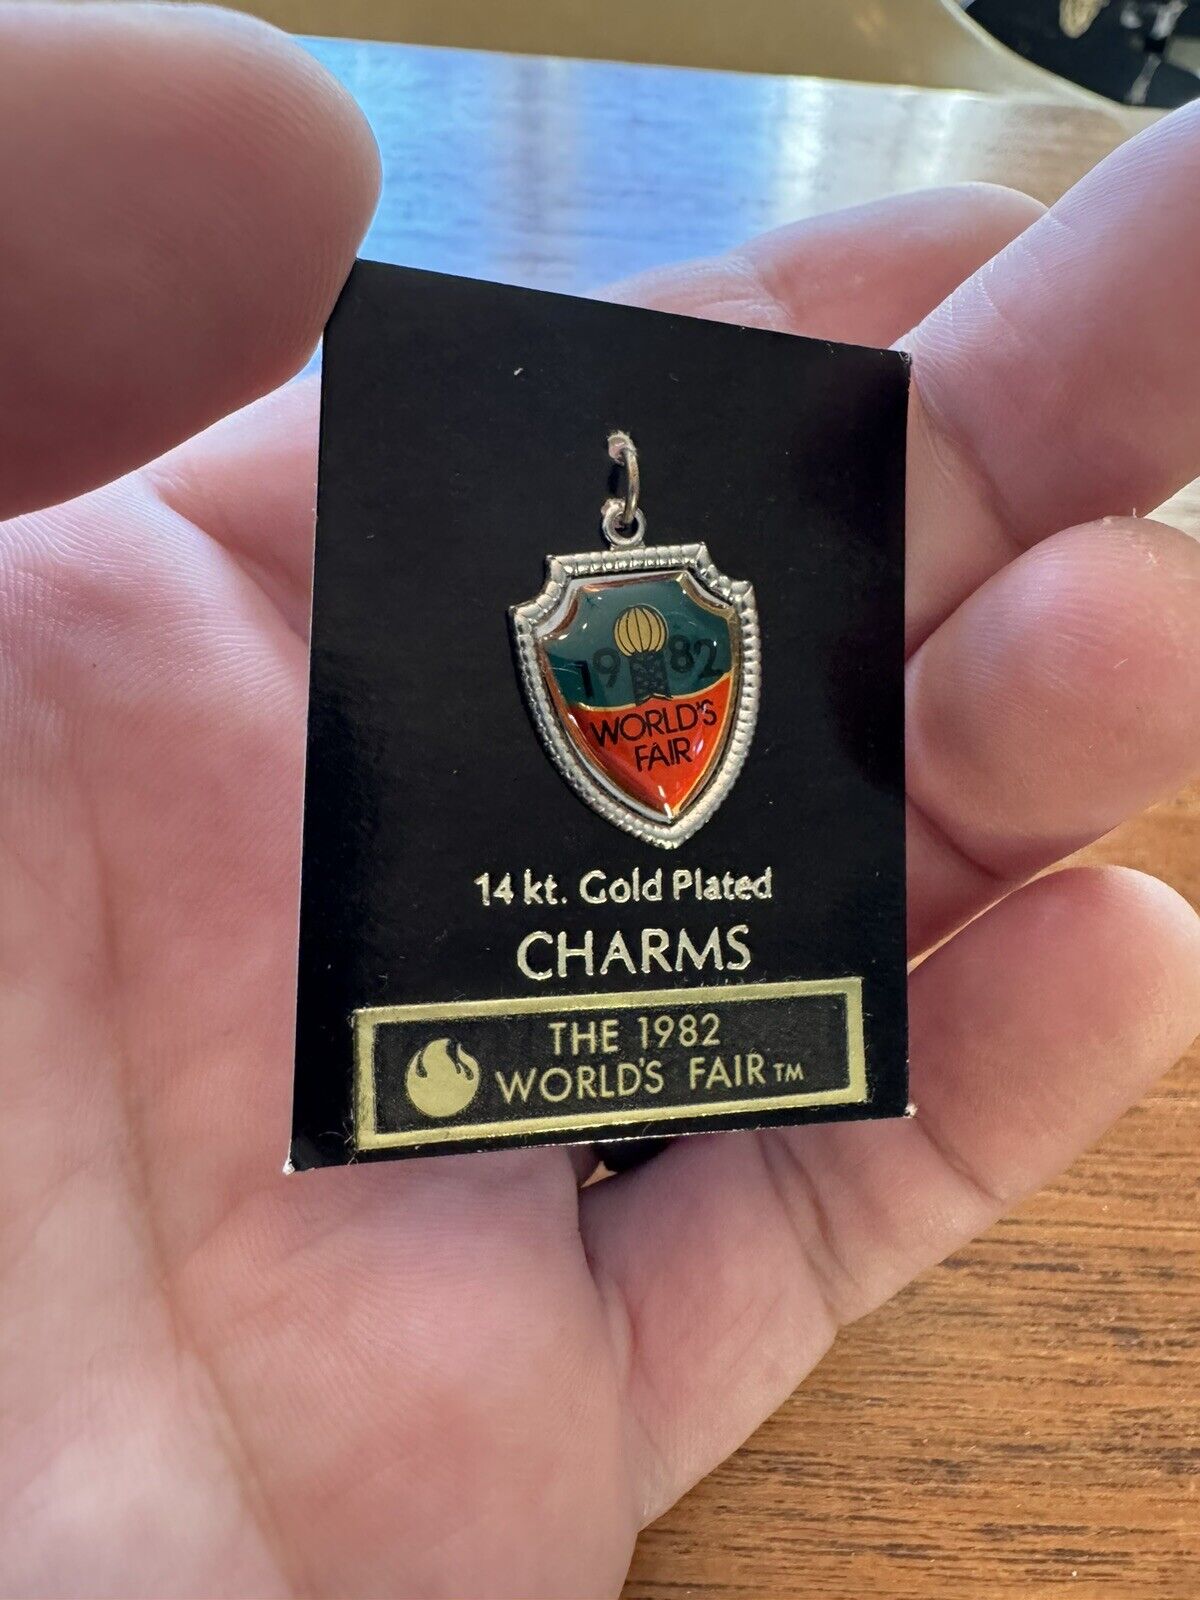 1982
WORLD'S
FAIR
14 kt. Gold Plated
CHARMS
THE 1982
WORLD'S FAIR TM